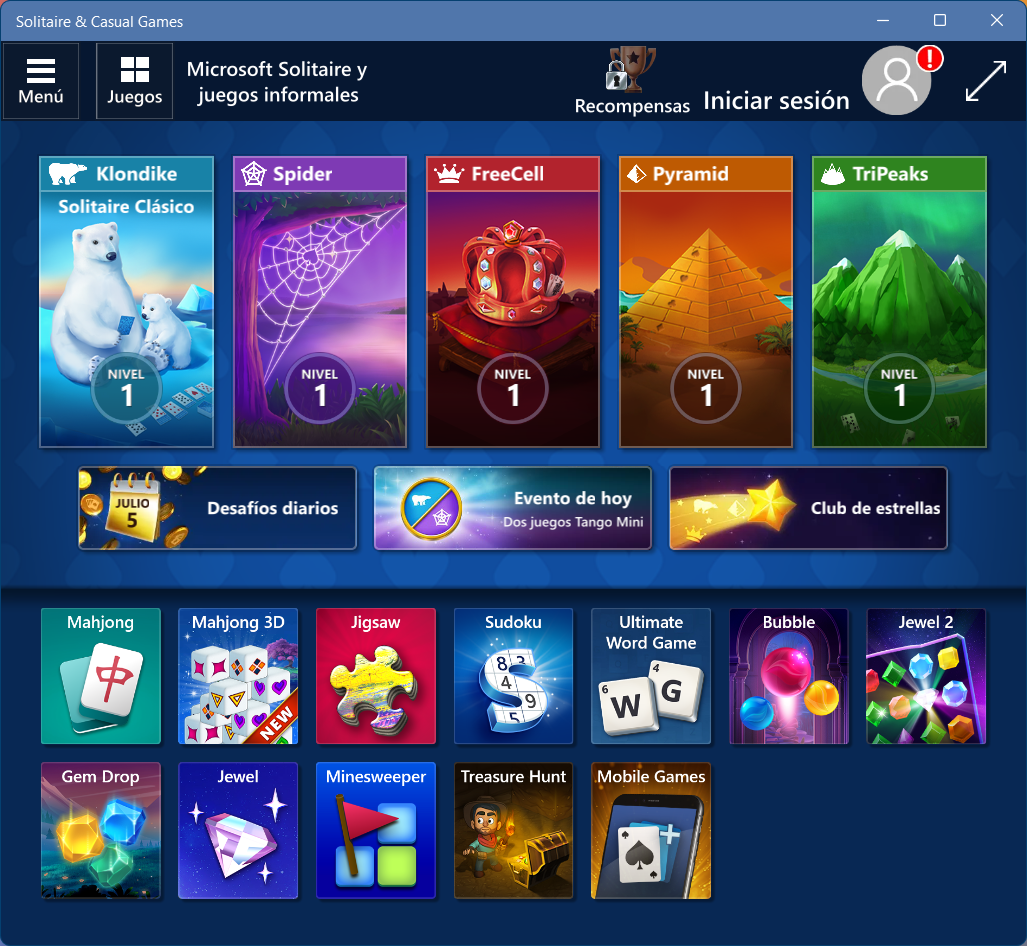 Solitaire & Casual Games
Menú
Juegos
Microsoft Solitaire y
juegos informales
Recompensas
Iniciar sesión
!
Klondike
Solitaire Clásico
NIVEL
1
Spider
NIVEL
1
FreeCell
NIVEL
1
Pyramid
NIVEL
1
TriPeaks
NIVEL
1
JULIO
5
Desafíos diarios
Evento de hoy
Dos juegos Tango Mini
Club de estrellas
Mahjong
中
Mahjong 3D
NEW
Jigsaw
Sudoku
8 3
4
9
5
Ultimate
Word Game
6
W
4
G
Bubble
Jewel 2
Gem Drop
Jewel
Minesweeper
Treasure Hunt
Mobile Games